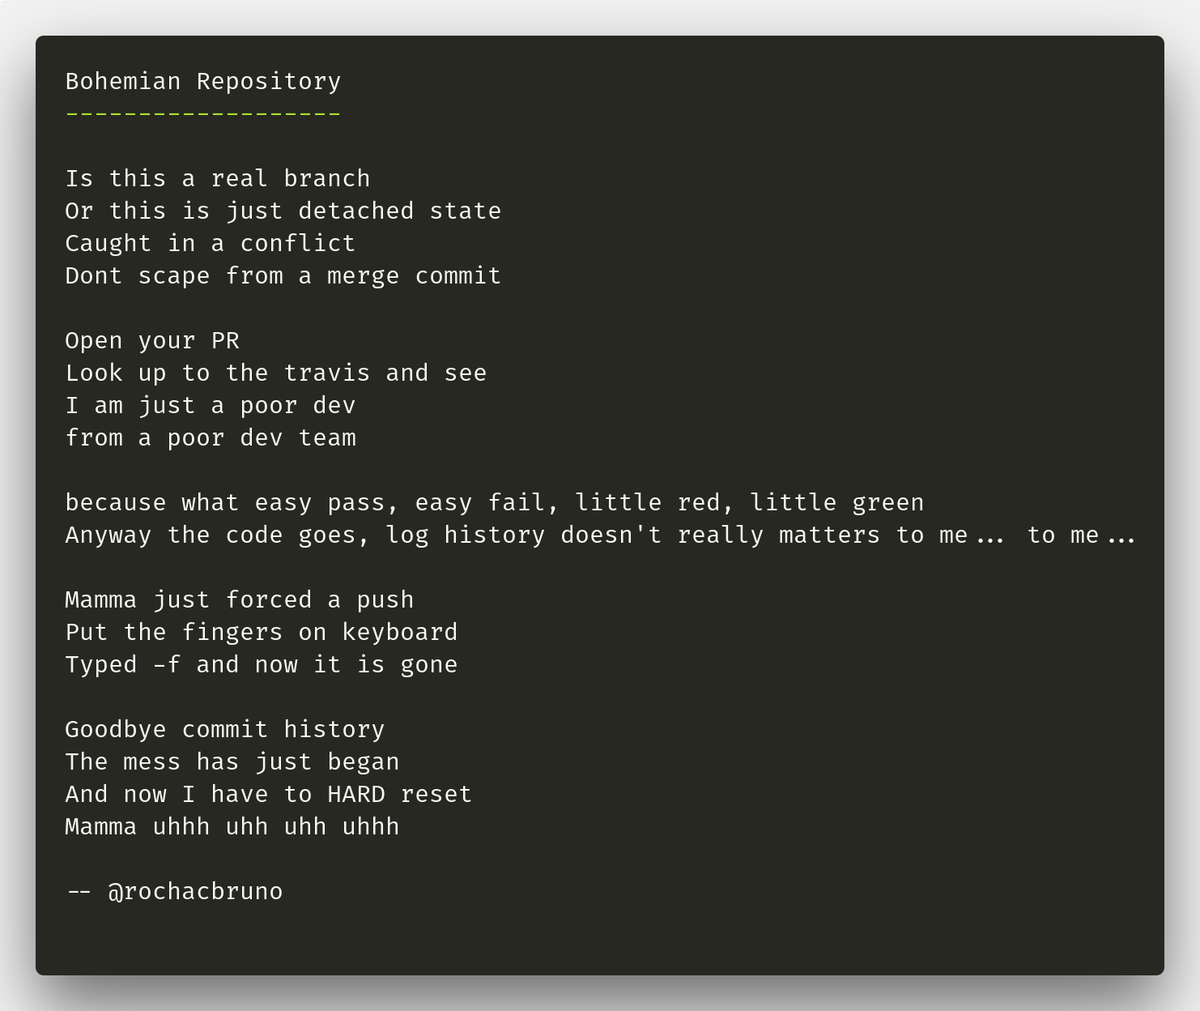 Bohemian Repository
-------------------
Is this a real branch
Or this is just detached state
Caught in a conflict
Dont scape from a merge commit
Open your PR
Look up to the travis and see
I am just a poor dev
from a poor dev team
because what easy pass, easy fail, little red, little green
Anyway the code goes, log history doesn't really matters to me... to me...
Mamma just forced a push
Put the fingers on keyboard
Typed -f and now it is gone
Goodbye commit history
The mess has just began
And now I have to HARD reset
Mamma uhhh uhh uhh uhhh
-- @rochacbruno